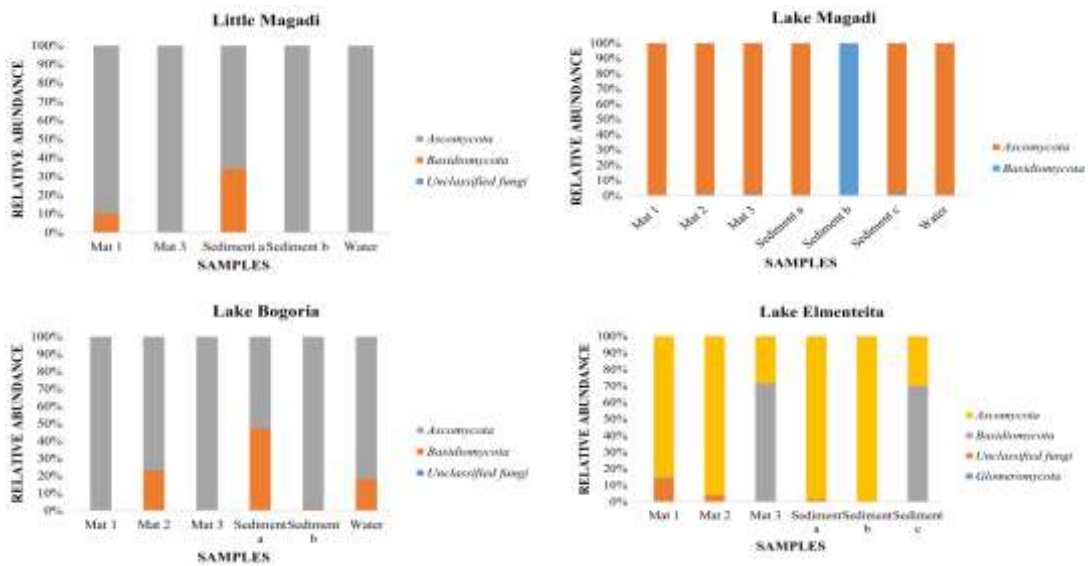 Little Magadi
RELATIVE ABUNDANCE
100%
90%
80%
70%
60%
50%
40%
30%
20%
10%
0%
Mat 1 Mat 3 Sediment a Sediment b Water
SAMPLES
Ascomycota
Basidiomycota
Unclassified fungi
Lake Magadi
RELATIVE ABUNDANCE
100%
90%
80%
70%
60%
50%
40%
30%
20%
10%
0%
Mat 1 Mat 2 Mat 3 Sediment a Sediment b Sediment c Water
SAMPLES
Ascomycota
Basidiomycota
Lake Bogoria
RELATIVE ABUNDANCE
100%
90%
80%
70%
60%
50%
40%
30%
20%
10%
0%
Mat 1 Mat 2 Mat 3 Sediment Sediment Water
a b
SAMPLES
Ascomycota
Basidiomycota
Unclassified fungi
Lake Elmenteita
RELATIVE ABUNDANCE
100%
90%
80%
70%
60%
50%
40%
30%
20%
10%
0%
Mat 1 Mat 2 Mat 3 Sediment Sediment Sediment
a b c
SAMPLES
Ascomycota
Basidiomycota
Unclassified fungi
Glomeromycota